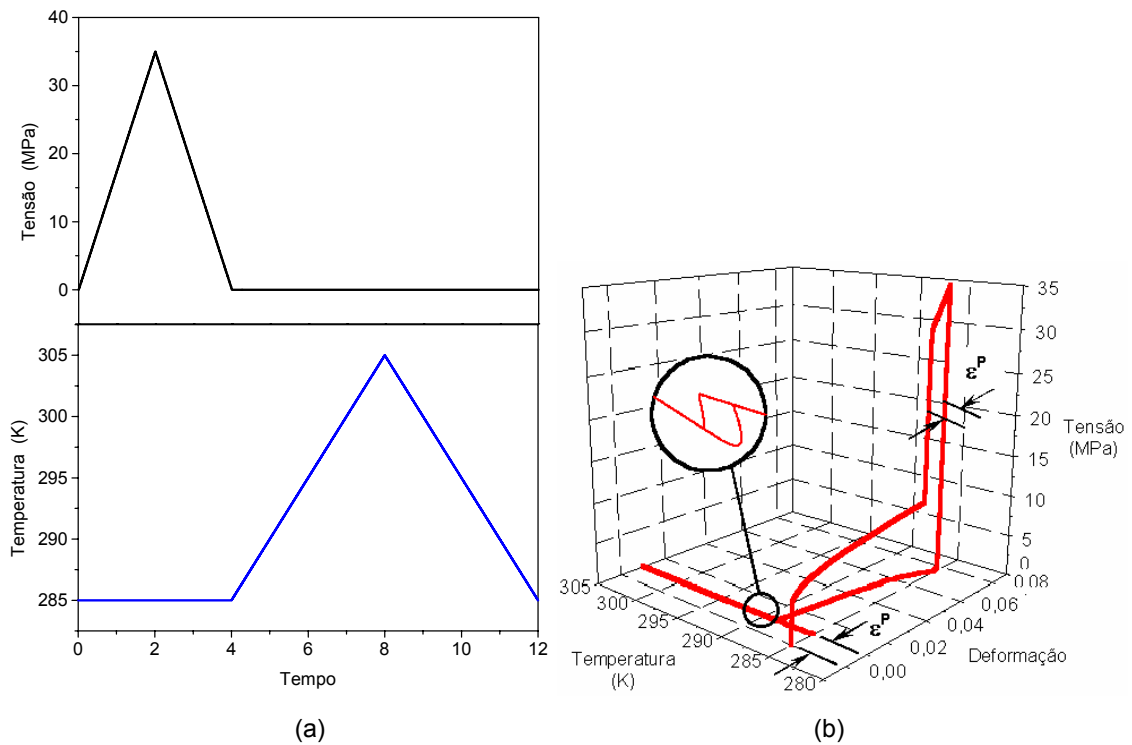 40
30
20
10
0
Tensão (MPa)
305
300
295
290
285
Temperatura (K)
0 2 4 6 8 10 12
Tempo
(a)
35
30
25
20
15
10
5
0
Tensão
(MPa)
εᴾ
εᴾ
305
300
295
290
285
280
Temperatura
(K)
0,00
0,02
0,04
0,06
0,08
Deformação
(b)